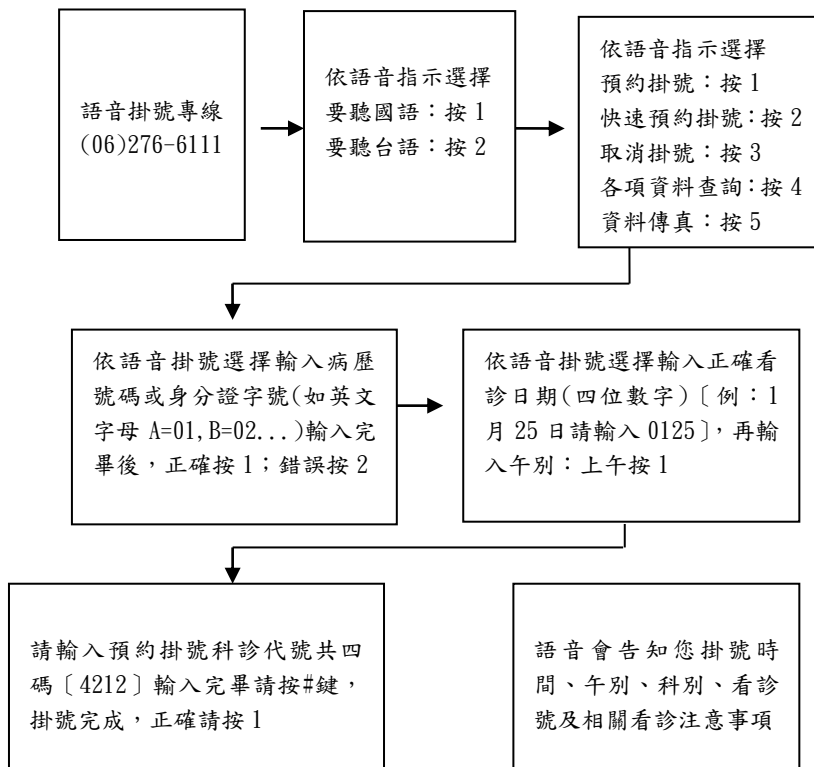 語音掛號專線
(06)276-6111
依語音指示選擇
要聽國語：按 1
要聽台語：按 2
依語音指示選擇
預約掛號：按 1
快速預約掛號：按 2
取消掛號：按 3
各項資料查詢：按 4
資料傳真：按 5
依語音掛號選擇輸入病歷
號碼或身分證字號(如英文
字母 A=01,B=02...)輸入完
畢後，正確按 1；錯誤按 2
依語音掛號選擇輸入正確看
診日期(四位數字)〔例：1
月 25 日請輸入 0125〕，再輸
入午別：上午按 1
請輸入預約掛號科診代號共四
碼〔4212〕輸入完畢請按#鍵，
掛號完成，正確請按 1
語音會告知您掛號時
間、午別、科別、看診
號及相關看診注意事項